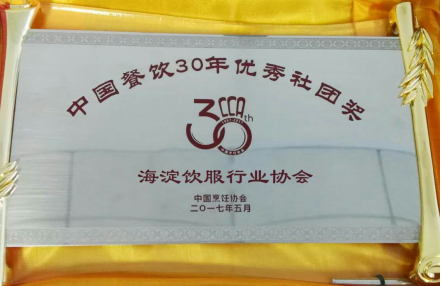 中国餐饮30年优秀社团奖
CCA
30th
海淀饮服行业协会
中国烹饪协会
二〇一七年五月